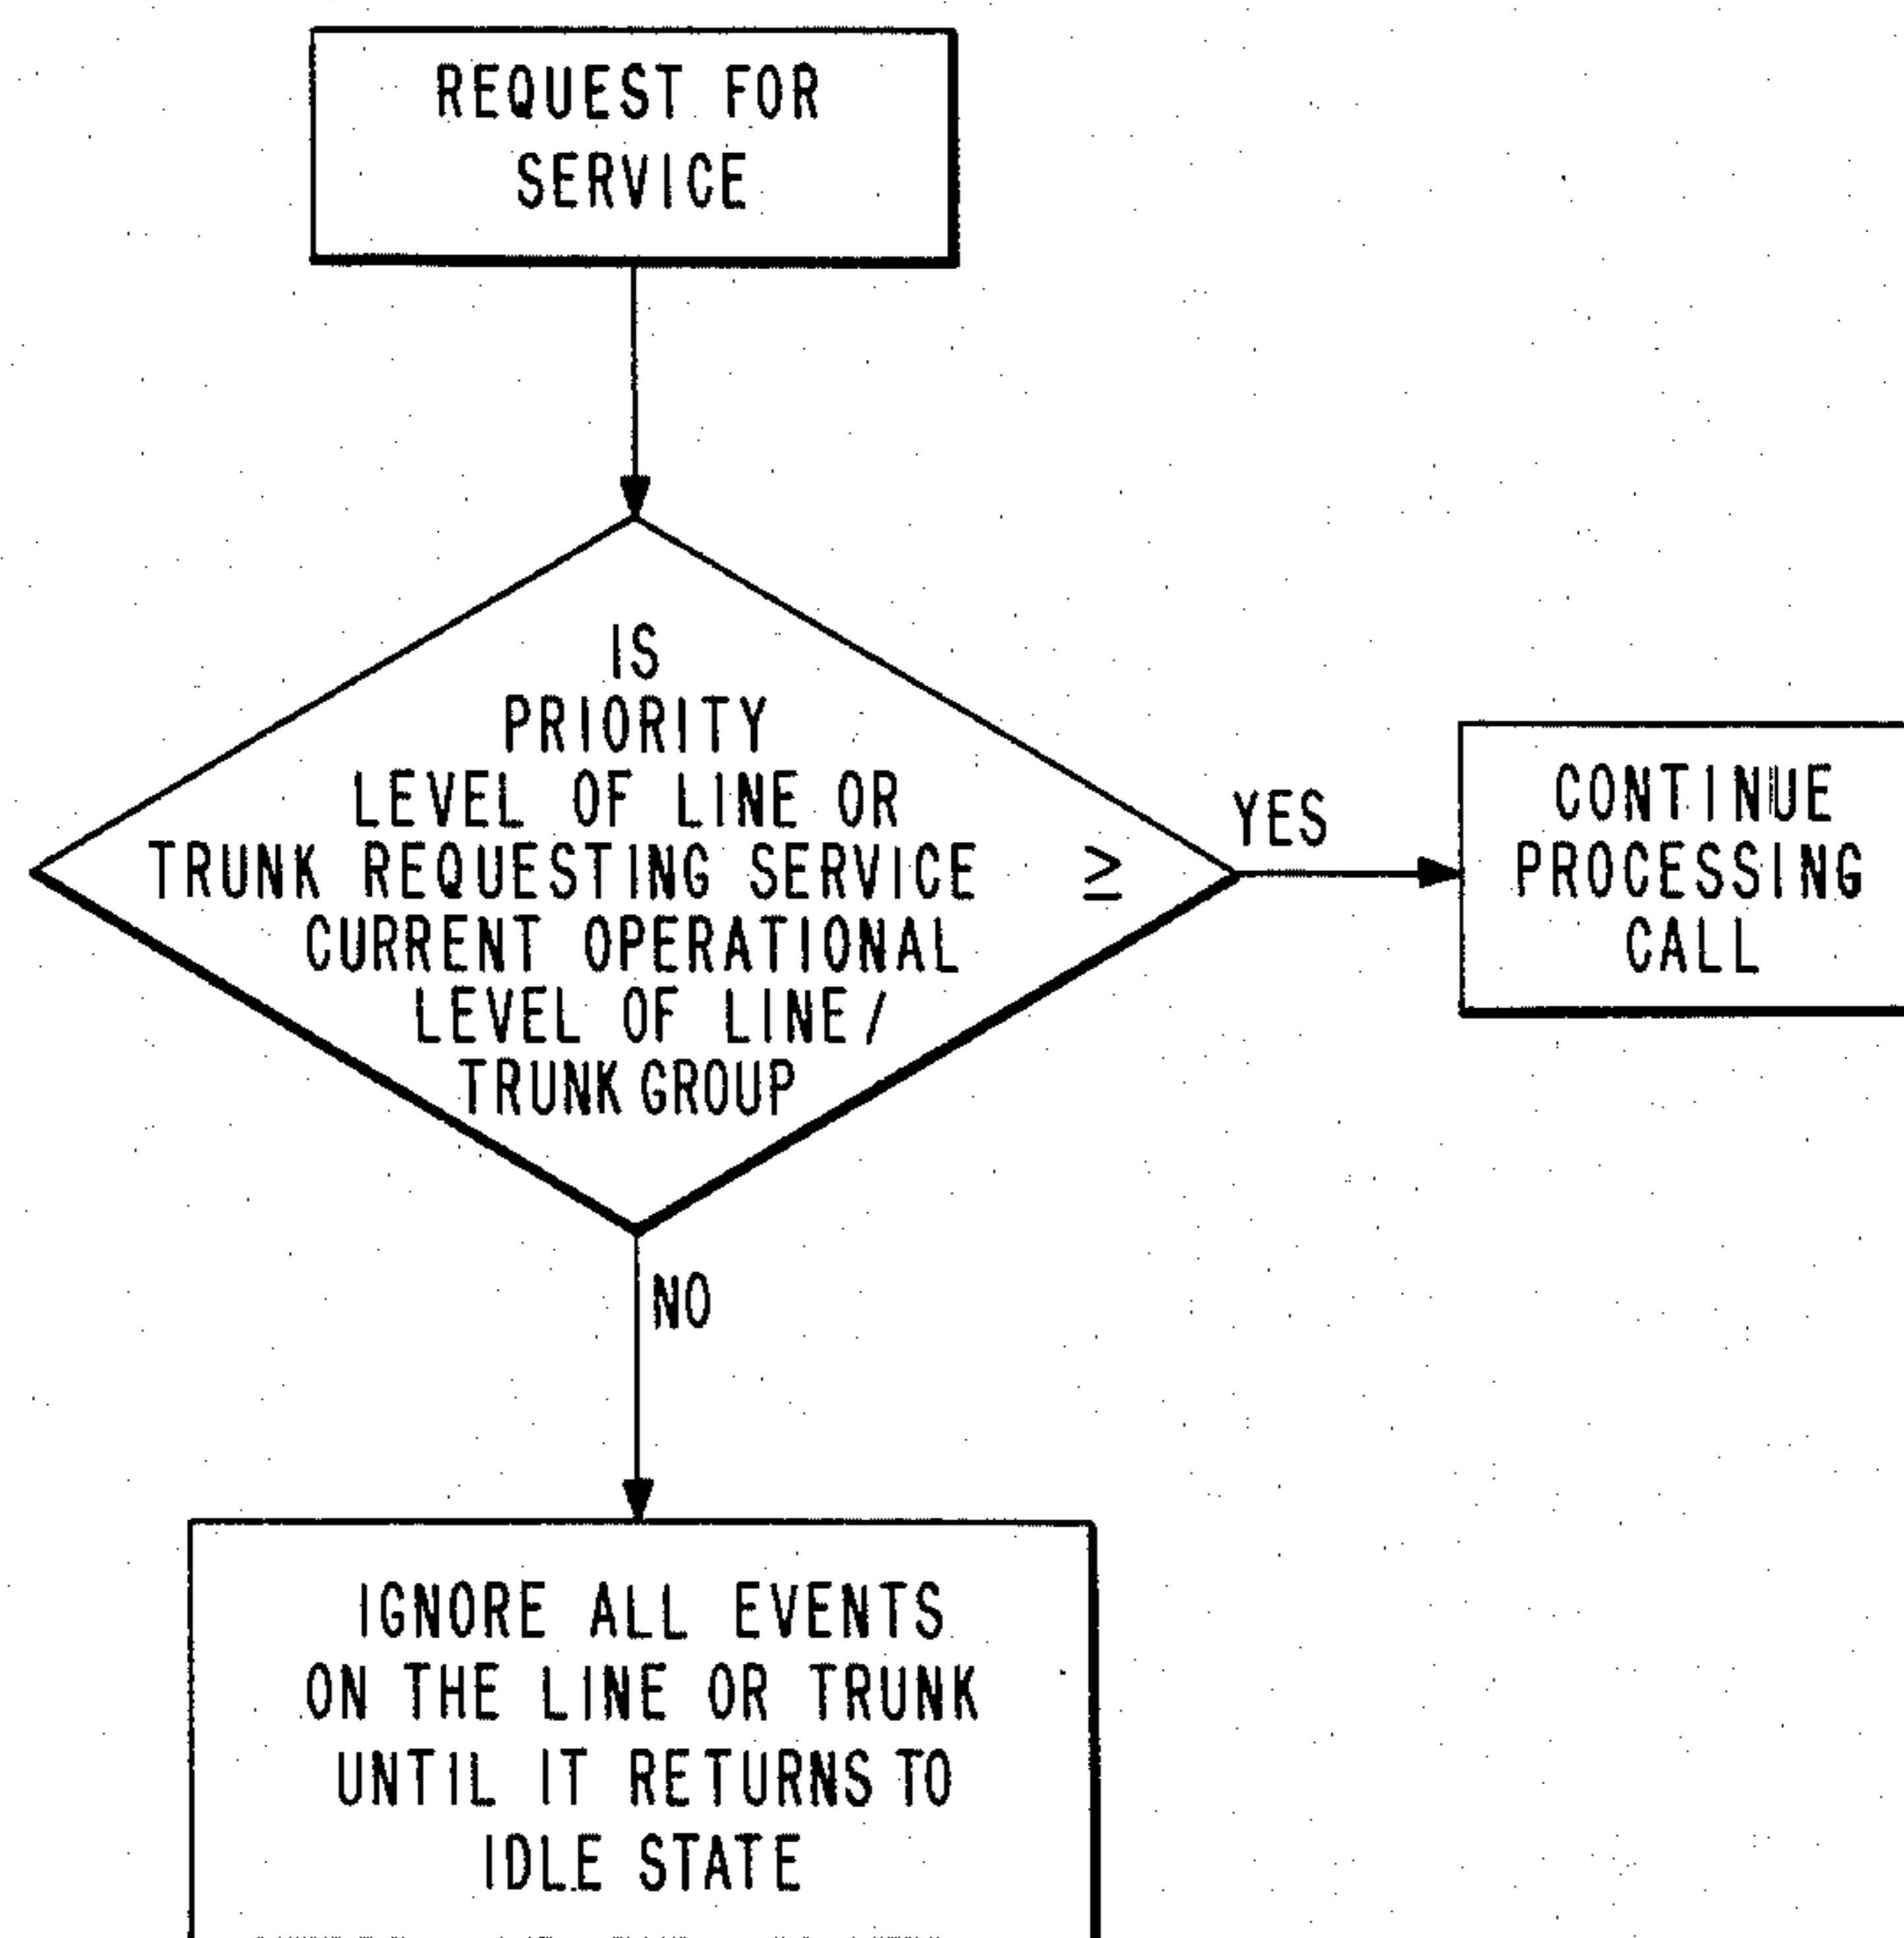 REQUEST FOR
SERVICE
IS
PRIORITY
LEVEL OF LINE OR
TRUNK REQUESTING SERVICE ≥
CURRENT OPERATIONAL
LEVEL OF LINE/
TRUNK GROUP
YES
CONTINUE
PROCESSING
CALL
NO
IGNORE ALL EVENTS
ON THE LINE OR TRUNK
UNTIL IT RETURNS TO
IDLE STATE